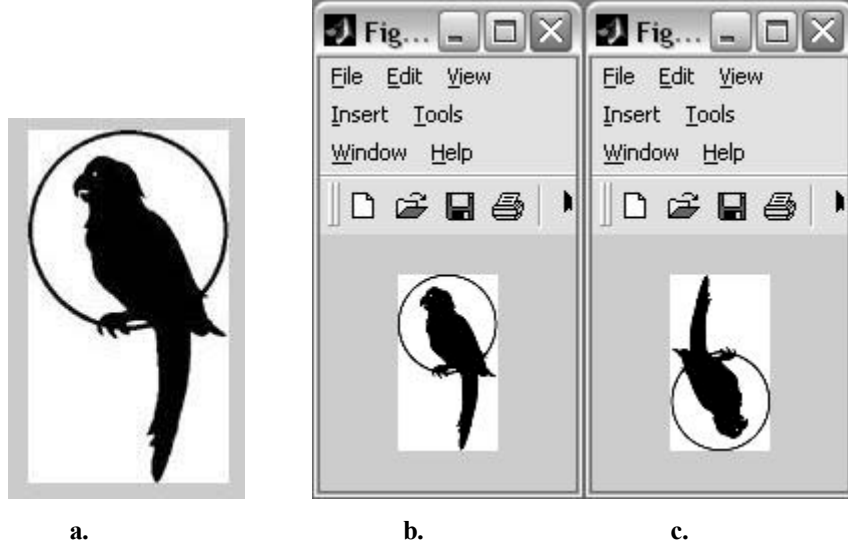 Fig...
File Edit View
Insert Tools
Window Help
Fig...
File Edit View
Insert Tools
Window Help
a.
b.
c.